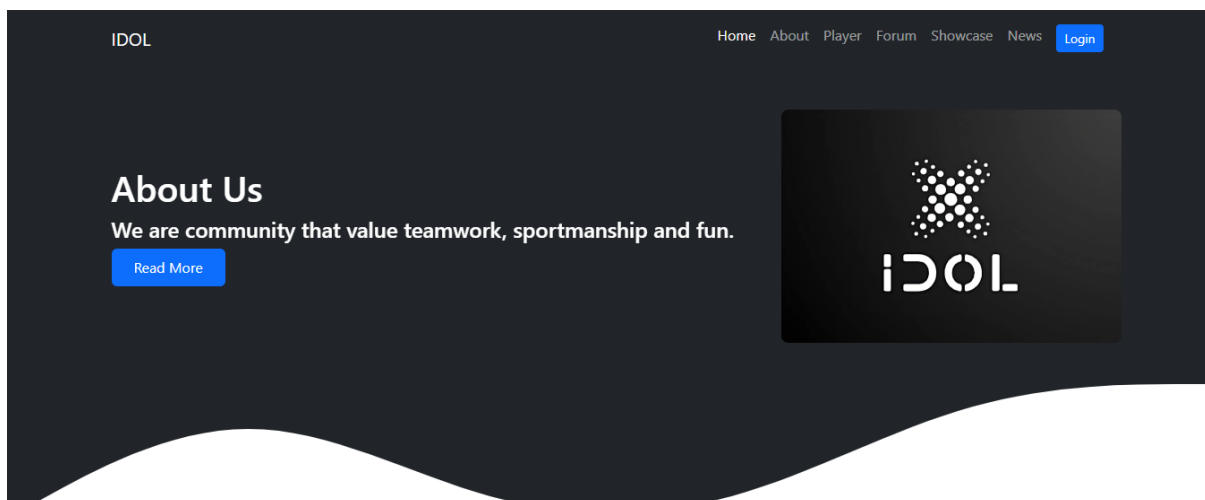 IDOL
Home About Player Forum Showcase News Login
About Us
We are community that value teamwork, sportmanship and fun.
Read More
IDOL